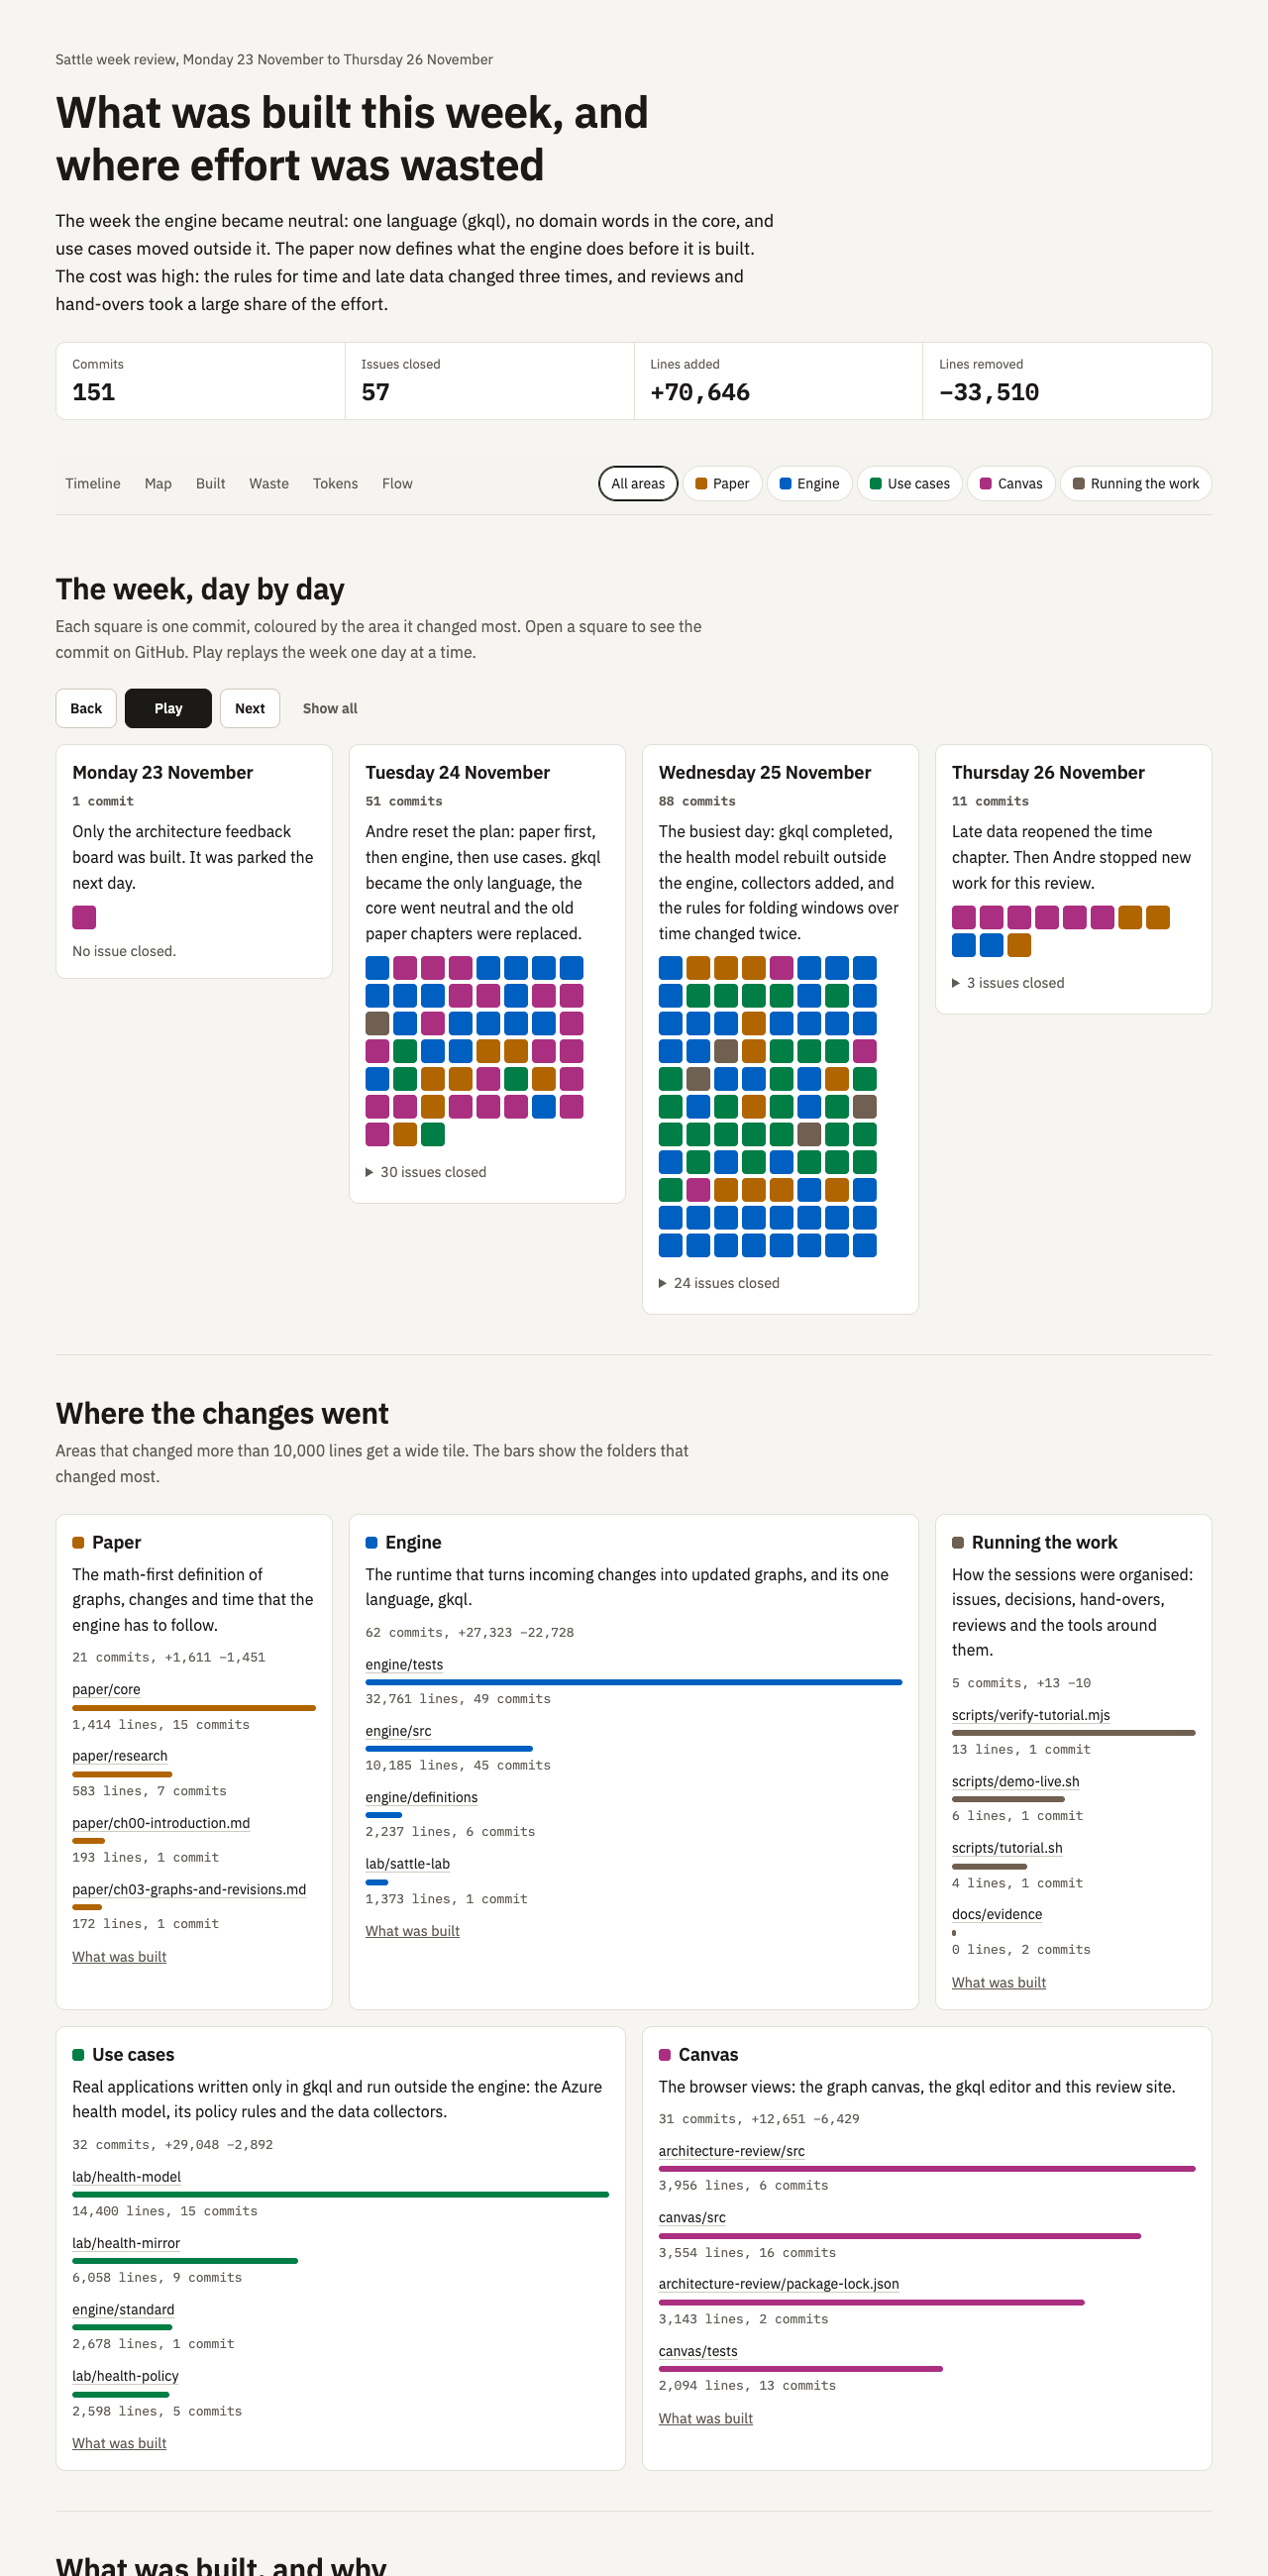 Sattle week review, Monday 23 November to Thursday 26 November
What was built this week, and
where effort was wasted
The week the engine became neutral: one language (gkql), no domain words in the core, and
use cases moved outside it. The paper now defines what the engine does before it is built.
The cost was high: the rules for time and late data changed three times, and reviews and
hand-overs took a large share of the effort.
Commits
151
Issues closed
57
Lines added
+70,646
Lines removed
−33,510
Timeline Map Built Waste Tokens Flow
All areas Paper Engine Use cases Canvas Running the work
The week, day by day
Each square is one commit, coloured by the area it changed most. Open a square to see the
commit on GitHub. Play replays the week one day at a time.
Back Play Next Show all
Monday 23 November
1 commit
Only the architecture feedback
board was built. It was parked the
next day.
No issue closed.
Tuesday 24 November
51 commits
Andre reset the plan: paper first,
then engine, then use cases. gkql
became the only language, the
core went neutral and the old
paper chapters were replaced.
30 issues closed
Wednesday 25 November
88 commits
The busiest day: gkql completed,
the health model rebuilt outside
the engine, collectors added, and
the rules for folding windows over
time changed twice.
24 issues closed
Thursday 26 November
11 commits
Late data reopened the time
chapter. Then Andre stopped new
work for this review.
3 issues closed
Where the changes went
Areas that changed more than 10,000 lines get a wide tile. The bars show the folders that
changed most.
Paper
The math-first definition of
graphs, changes and time that the
engine has to follow.
21 commits, +1,611 −1,451
paper/core
1,414 lines, 15 commits
paper/research
583 lines, 7 commits
paper/ch00-introduction.md
193 lines, 1 commit
paper/ch03-graphs-and-revisions.md
172 lines, 1 commit
What was built
Engine
The runtime that turns incoming changes into updated graphs, and its one
language, gkql.
62 commits, +27,323 −22,728
engine/tests
32,761 lines, 49 commits
engine/src
10,185 lines, 45 commits
engine/definitions
2,237 lines, 6 commits
lab/sattle-lab
1,373 lines, 1 commit
What was built
Running the work
How the sessions were organised:
issues, decisions, hand-overs,
reviews and the tools around
them.
5 commits, +13 −10
scripts/verify-tutorial.mjs
13 lines, 1 commit
scripts/demo-live.sh
6 lines, 1 commit
scripts/tutorial.sh
4 lines, 1 commit
docs/evidence
0 lines, 2 commits
What was built
Use cases
Real applications written only in gkql and run outside the engine: the Azure
health model, its policy rules and the data collectors.
32 commits, +29,048 −2,892
lab/health-model
14,400 lines, 15 commits
lab/health-mirror
6,058 lines, 9 commits
engine/standard
2,678 lines, 1 commit
lab/health-policy
2,598 lines, 5 commits
What was built
Canvas
The browser views: the graph canvas, the gkql editor and this review site.
31 commits, +12,651 −6,429
architecture-review/src
3,956 lines, 6 commits
canvas/src
3,554 lines, 16 commits
architecture-review/package-lock.json
3,143 lines, 2 commits
canvas/tests
2,094 lines, 13 commits
What was built
What was built, and why